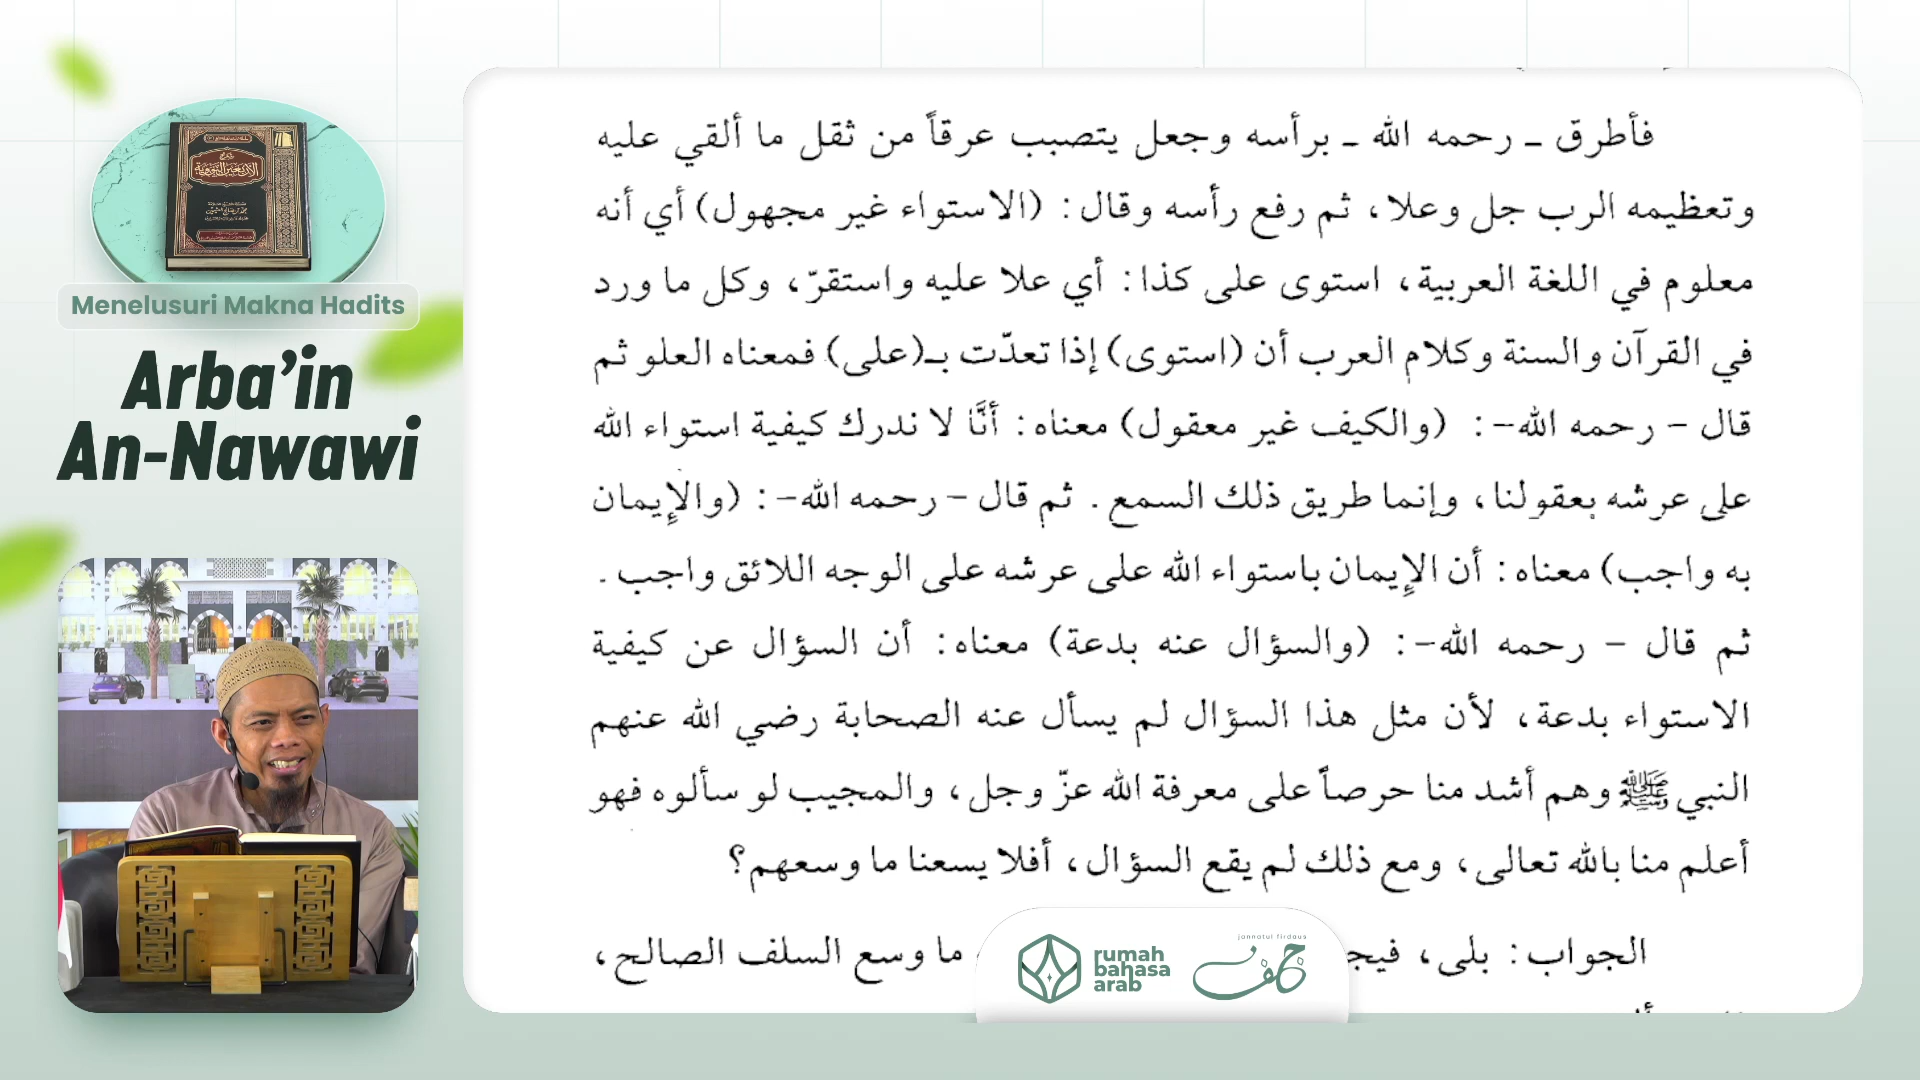 Menelusuri Makna Hadits
Arba'in
An-Nawawi
فأطرق ـ رحمه الله ـ برأسه وجعل يتصبب عرقاً من ثقل ما ألقي عليه
وتعظيمه الرب جل وعلا، ثم رفع رأسه وقال: (الاستواء غير مجهول) أي أنه
معلوم في اللغة العربية، استوى على كذا: أي علا عليه واستقرّ، وكل ما ورد
في القرآن والسنة وكلام العرب أن (استوى) إذا تعدّت بـ(على) فمعناه العلو ثم
قال – رحمه الله–: (والكيف غير معقول) معناه: أنَّا لا ندرك كيفية استواء الله
على عرشه بعقولنا، وإنما طريق ذلك السمع. ثم قال – رحمه الله–: (والإيمان
به واجب) معناه: أن الإيمان باستواء الله على عرشه على الوجه اللائق واجب.
ثم قال – رحمه الله–: (والسؤال عنه بدعة) معناه: أن السؤال عن كيفية
الاستواء بدعة، لأن مثل هذا السؤال لم يسأل عنه الصحابة رضي الله عنهم
النبي ﷺ وهم أشد منا حرصاً على معرفة الله عزّ وجل، والمجيب لو سألوه فهو
أعلم منا بالله تعالى، ومع ذلك لم يقع السؤال، أفلا يسعنا ما وسعهم؟
الجواب: بلى، ما وسع السلف الصالح،
rumah
bahasa
arab
jannatul firdaus